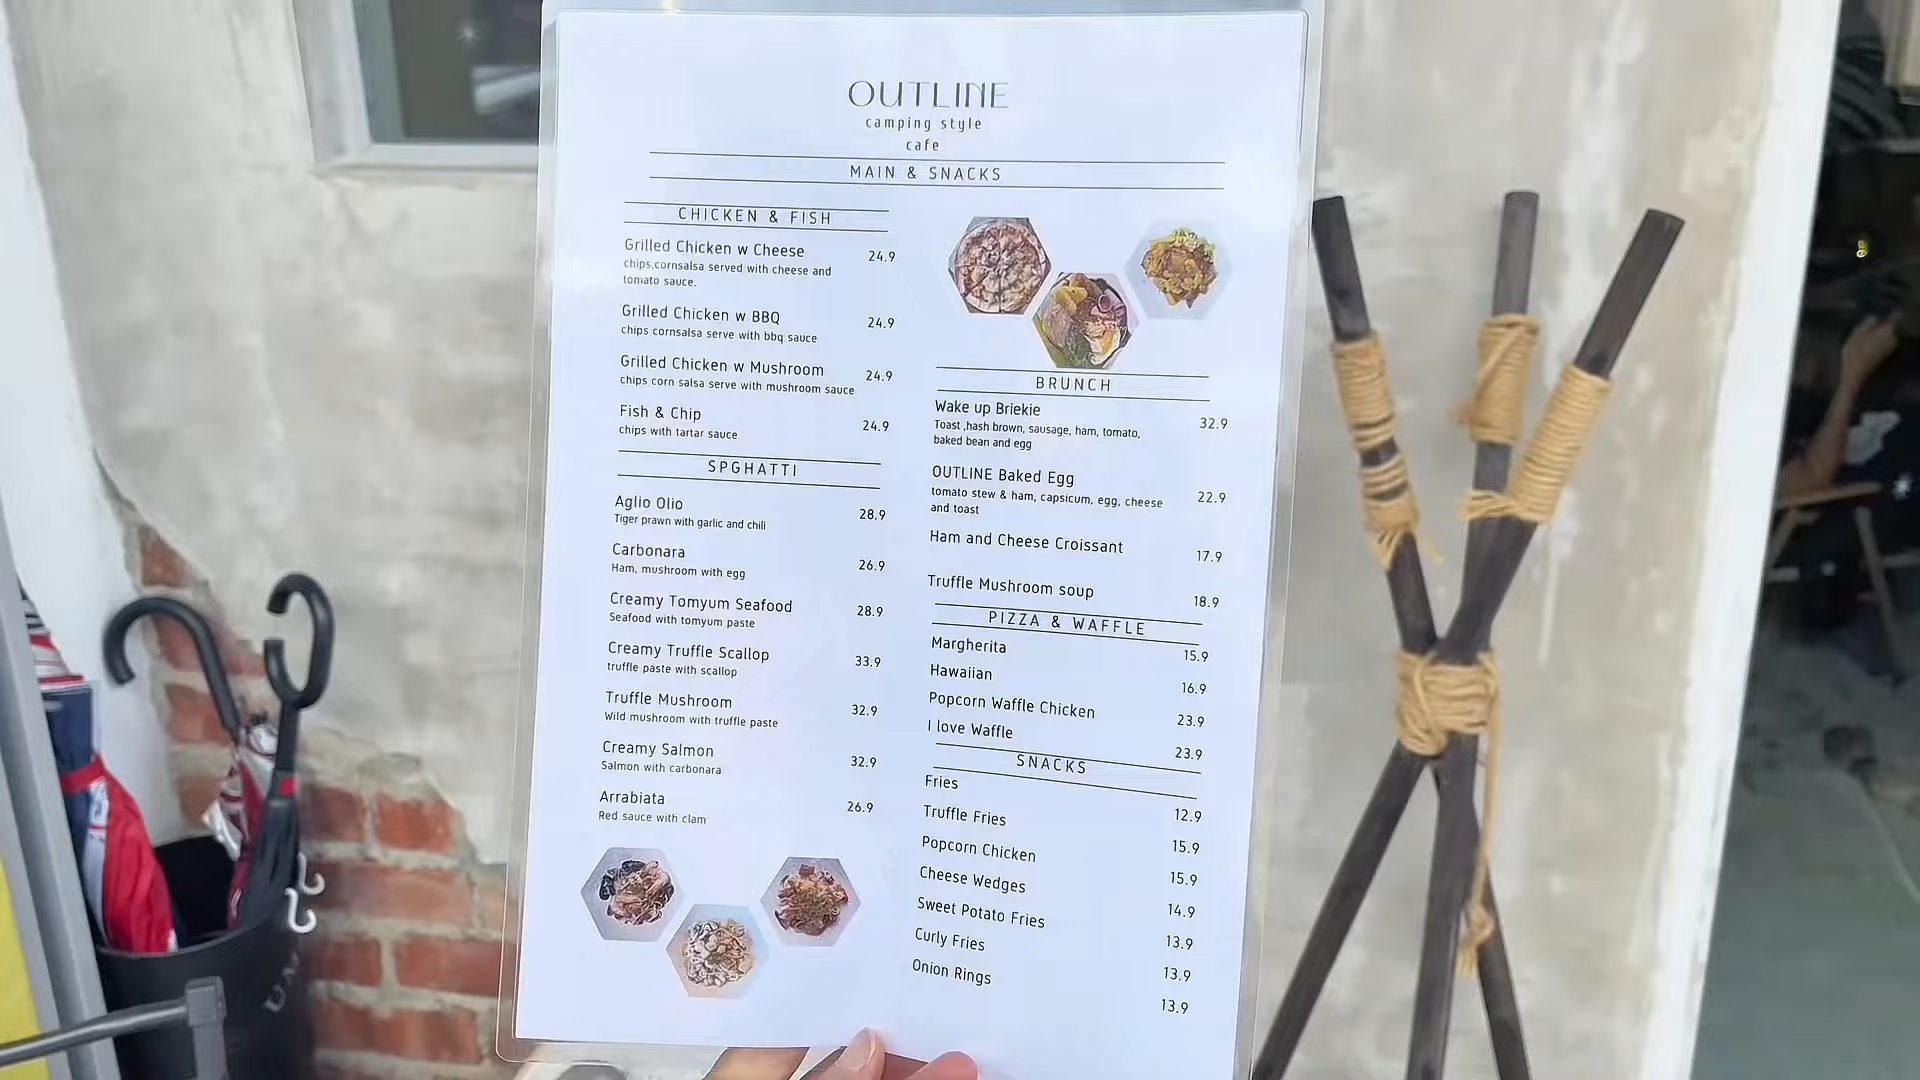 OUTLINE
camping style
cafe
MAIN & SNACKS
CHICKEN & FISH
Grilled Chicken w Cheese 24.9
chips,cornsalsa served with cheese and
tomato sauce.
Grilled Chicken w BBQ 24.9
chips cornsalsa serve with bbq sauce
Grilled Chicken w Mushroom 24.9
chips corn salsa serve with mushroom sauce
Fish & Chip 24.9
chips with tartar sauce
SPGHATTI
Aglio Olio 28.9
Tiger prawn with garlic and chili
Carbonara 26.9
Ham, mushroom with egg
Creamy Tomyum Seafood 28.9
Seafood with tomyum paste
Creamy Truffle Scallop 33.9
truffle paste with scallop
Truffle Mushroom 32.9
Wild mushroom with truffle paste
Creamy Salmon 32.9
Salmon with carbonara
Arrabiata 26.9
Red sauce with clam
BRUNCH
Wake up Briekie 32.9
Toast ,hash brown, sausage, ham, tomato,
baked bean and egg
OUTLINE Baked Egg 22.9
tomato stew & ham, capsicum, egg, cheese
and toast
Ham and Cheese Croissant 17.9
Truffle Mushroom soup 18.9
PIZZA & WAFFLE
Margherita 15.9
Hawaiian 16.9
Popcorn Waffle Chicken 23.9
I love Waffle 23.9
SNACKS
Fries 12.9
Truffle Fries 15.9
Popcorn Chicken 15.9
Cheese Wedges 14.9
Sweet Potato Fries 13.9
Curly Fries 13.9
Onion Rings 13.9